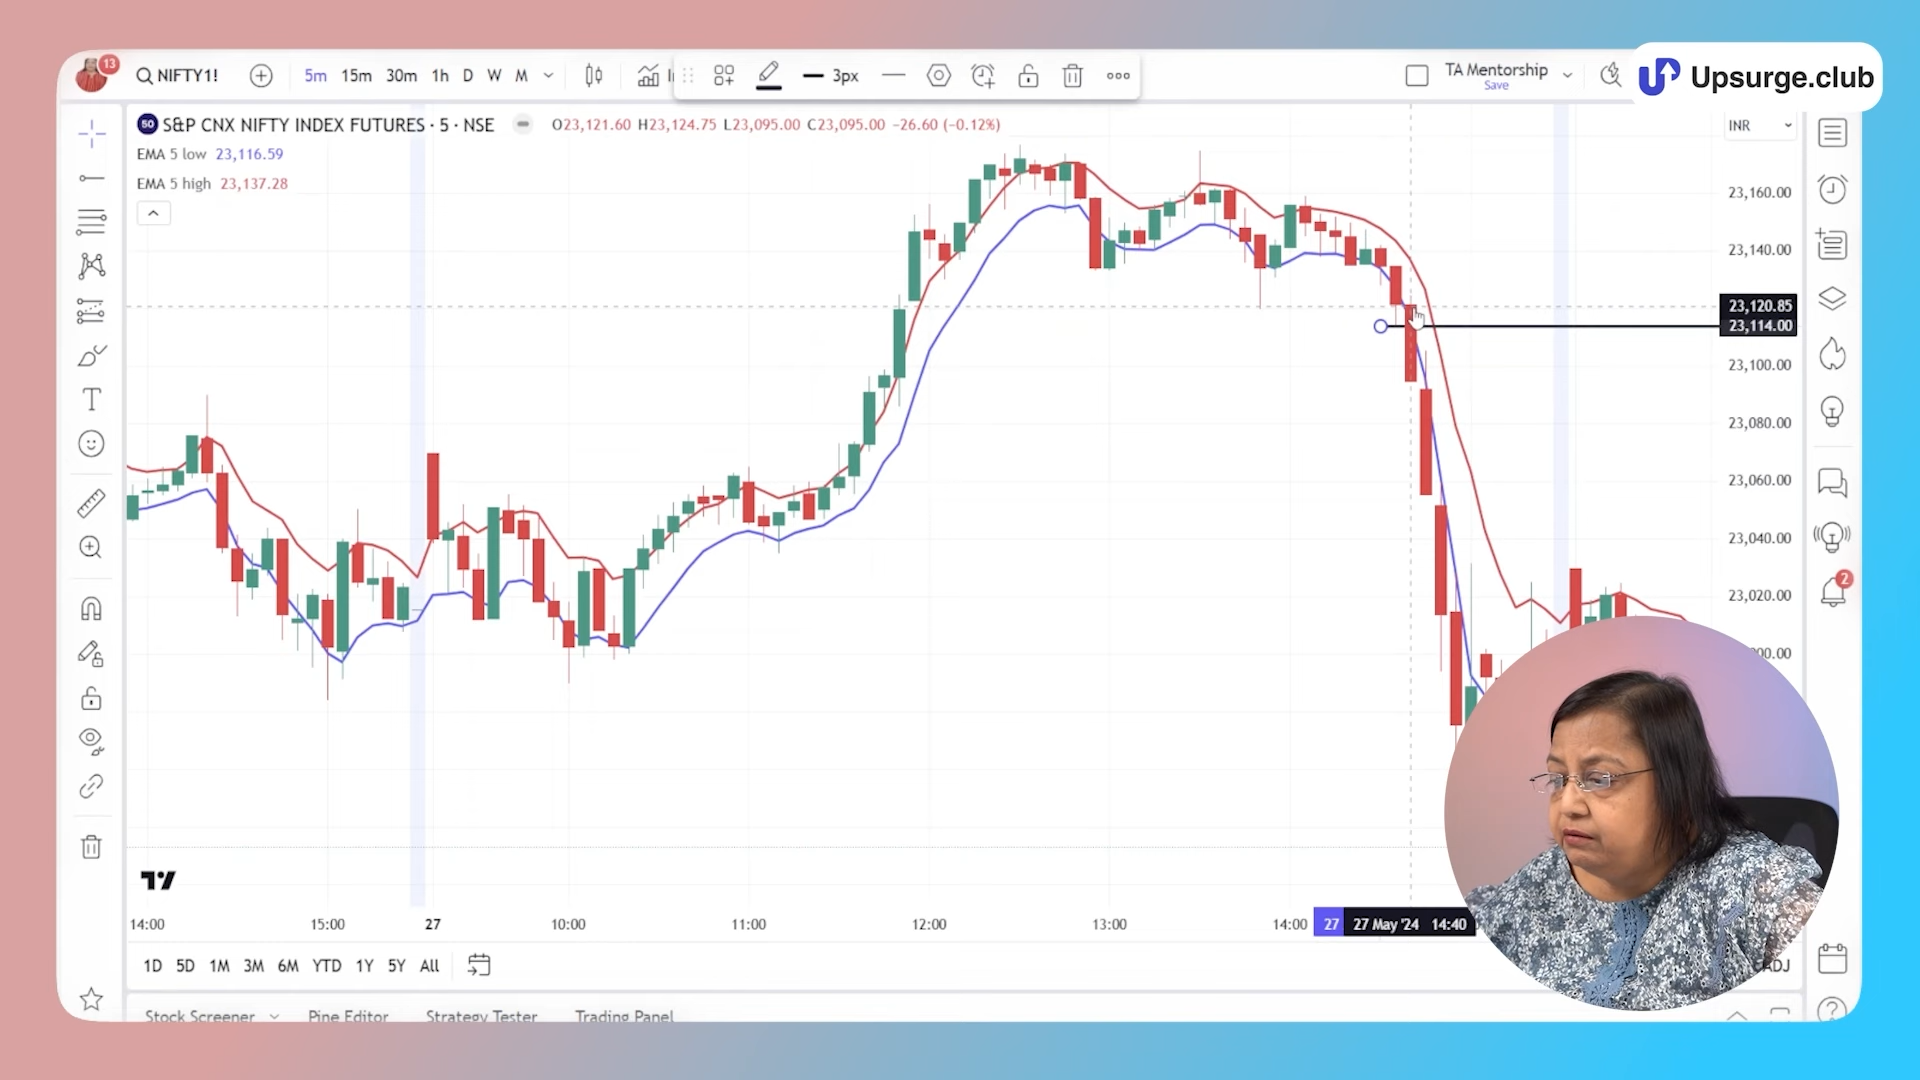 13
NIFTY1!
5m 15m 30m 1h D W M
3px
TA Mentorship
Save
Upsurge.club
50 S&P CNX NIFTY INDEX FUTURES · 5 · NSE
O23,121.60 H23,124.75 L23,095.00 C23,095.00 −26.60 (−0.12%)
INR
EMA 5 low 23,116.59
EMA 5 high 23,137.28
23,160.00
23,140.00
23,120.85
23,114.00
23,100.00
23,080.00
23,060.00
23,040.00
2
23,020.00
14:00 15:00 27 10:00 11:00 12:00 13:00 14:00 27 27 May '24 14:40
1D 5D 1M 3M 6M YTD 1Y 5Y All
Stock Screener Pine Editor Strategy Tester Trading Panel